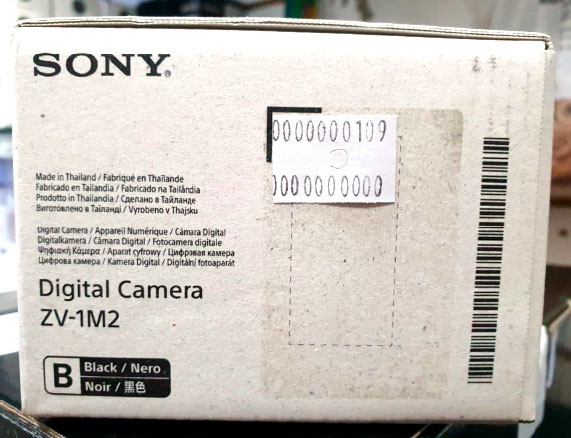 SONY®
0000000109
0000000000
Made in Thailand / Fabriqué en Thaïlande
Fabricado en Tailandia / Fabricado na Tailândia
Prodotto in Thailandia / Сделано в Таиланде
Виготовлено в Таїланді / Vyrobeno v Thajsku
Digital Camera / Appareil Numérique / Cámara Digital
Digitalkamera / Câmara Digital / Fotocamera digitale
Ψηφιακή Κάμερα / Aparat cyfrowy / Цифровая камера
Цифрова камера / Kamera Digital / Digitální fotoaparát
Digital Camera
ZV-1M2
B
Black / Nero
Noir / 黑色